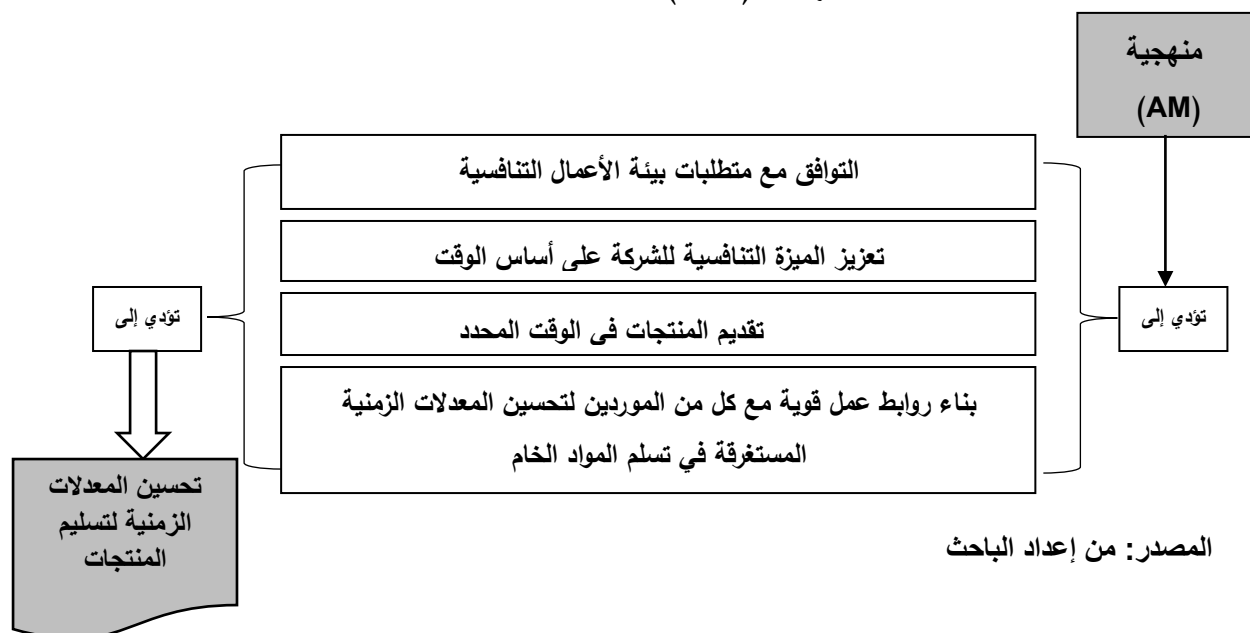 منهجية
(AM)
التوافق مع متطلبات بيئة الأعمال التنافسية
تعزيز الميزة التنافسية للشركة على أساس الوقت
تؤدي إلى
تقديم المنتجات في الوقت المحدد
تؤدي إلى
بناء روابط عمل قوية مع كل من الموردين لتحسين المعدلات الزمنية
المستغرقة في تسلم المواد الخام
تحسين المعدلات
الزمنية لتسليم
المنتجات
المصدر: من إعداد الباحث